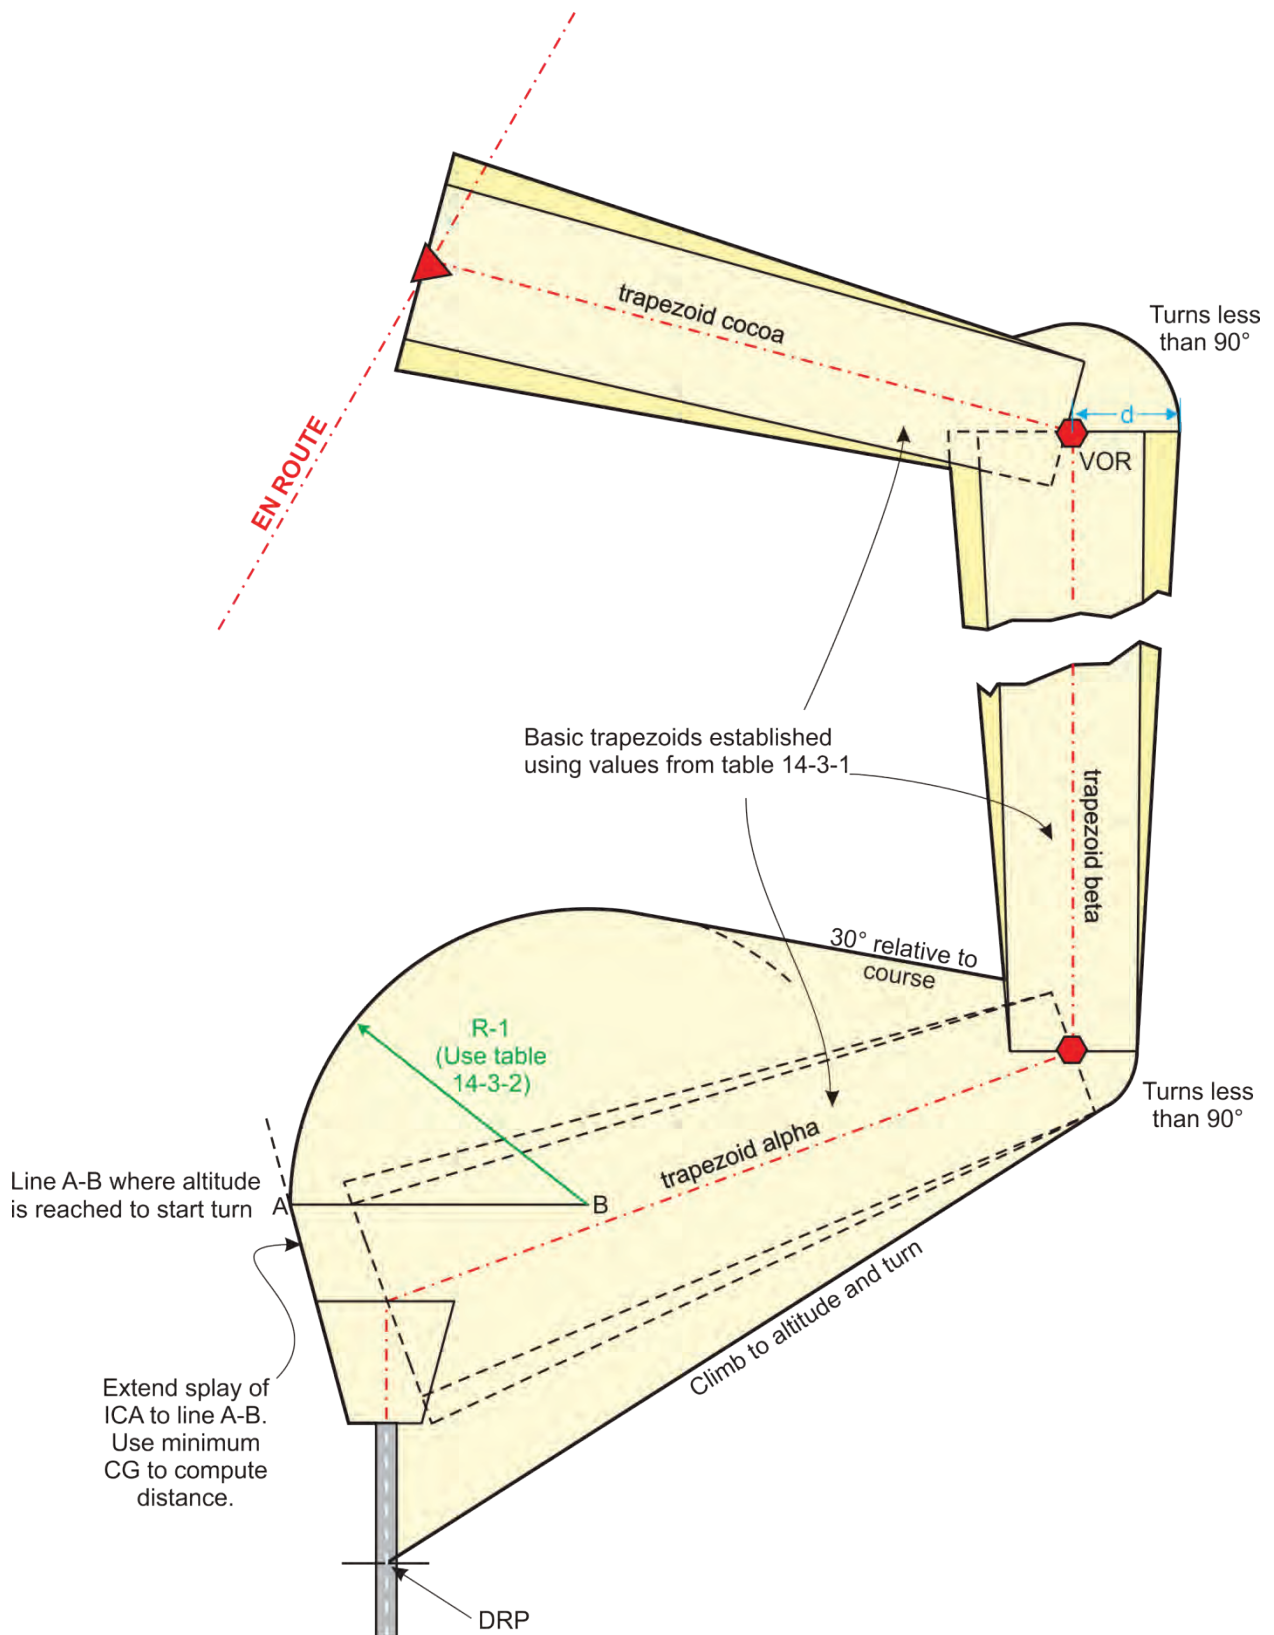 trapezoid cocoa
Turns less
than 90°
d
VOR
EN ROUTE
Basic trapezoids established
using values from table 14-3-1
trapezoid beta
30° relative to
course
R-1
(Use table
14-3-2)
Turns less
than 90°
trapezoid alpha
Line A-B where altitude
is reached to start turn
A
B
Climb to altitude and turn
Extend splay of
ICA to line A-B.
Use minimum
CG to compute
distance.
DRP